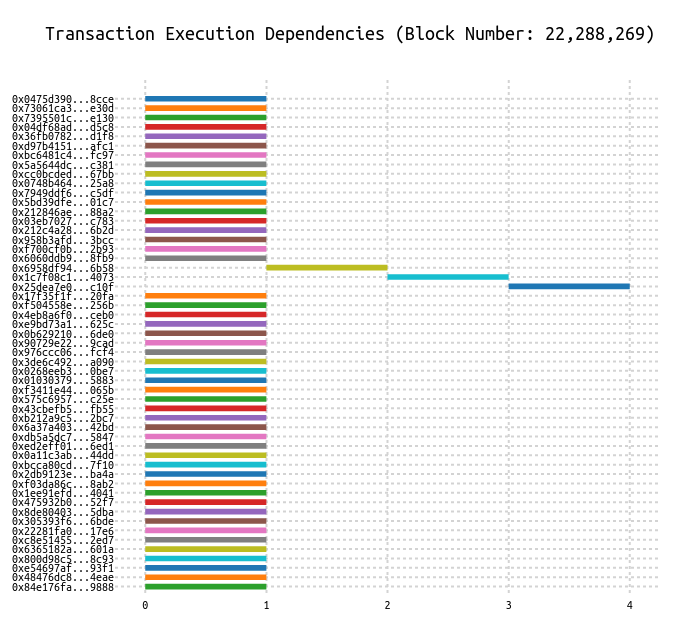 Transaction Execution Dependencies (Block Number: 22,288,269)
0x0475d390...8cce
0x73061ca3...e30d
0x7395501c...e130
0x04df68ad...d5c8
0x36fb0782...d1f8
0xd97b4151...afc1
0xbc6481c4...fc97
0x5a5644dc...c381
0xcc0bcded...67bb
0x0748b464...25a8
0x7949ddf6...c5df
0x5bd39dfe...01c7
0x212846ae...88a2
0x03eb7027...c783
0x212c4a28...6b2d
0x958b3afd...3bcc
0xf700cf0b...2b93
0x6060ddb9...8fb9
0x6958df94...6b58
0x1c7f08c1...4073
0x25dea7e0...c10f
0x17f35f1f...20fa
0xf504558e...256b
0x4eb8a6f0...ceb0
0xe9bd73a1...625c
0x0b629210...6de0
0x90729e22...9cad
0x976ccc06...fcf4
0x3de6c492...a090
0x0268eeb3...0be7
0x01030379...5883
0xf3411e44...065b
0x575c6957...c25e
0x43cbefb5...fb55
0xb212a9c5...2bc7
0x6a37a403...42bd
0xdb5a5dc7...5847
0xed2eff01...6ed1
0x0a11c3ab...44dd
0xbcca80cd...7f10
0x2db9123e...ba4a
0xf03da86c...8ab2
0x1ee91efd...4041
0x475932b0...52f7
0x8de80403...5dba
0x305393f6...6bde
0x22281fa0...17e6
0xc8e51455...2ed7
0x6365182a...601a
0x800d98c5...8c93
0xe54697af...93f1
0x48476dc8...4eae
0x84e176fa...9888
0 1 2 3 4